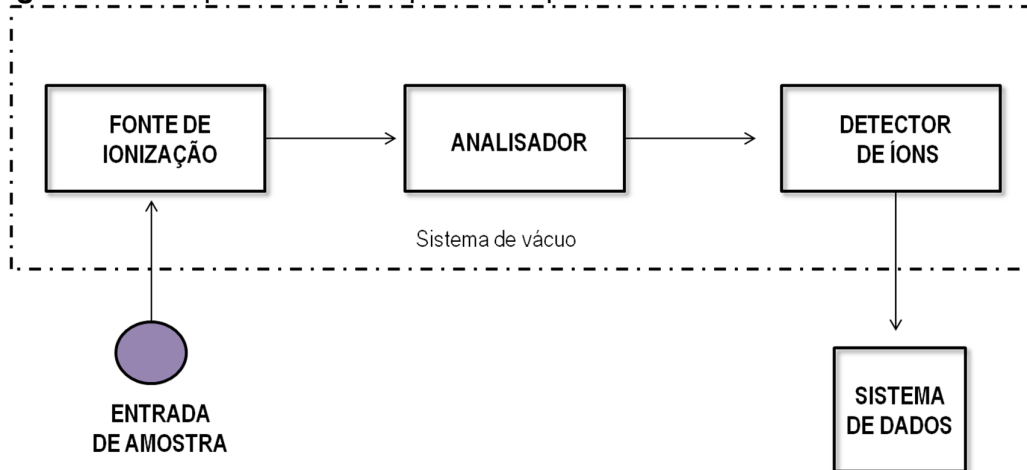 FONTE DE
IONIZAÇÃO
ANALISADOR
DETECTOR
DE ÍONS
Sistema de vácuo
ENTRADA
DE AMOSTRA
SISTEMA
DE DADOS